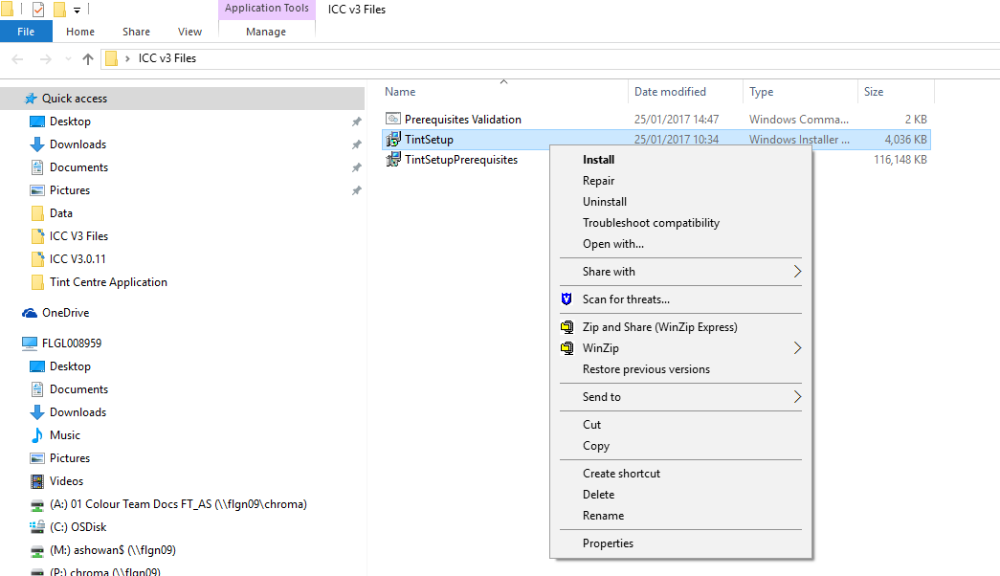 Application Tools
ICC v3 Files
File
Home
Share
View
Manage
ICC v3 Files
Quick access
Desktop
Downloads
Documents
Pictures
Data
ICC V3 Files
ICC V3.0.11
Tint Centre Application
OneDrive
FLGL008959
Desktop
Documents
Downloads
Music
Pictures
Videos
(A:) 01 Colour Team Docs FT_AS (\\flgn09\chroma)
(C:) OSDisk
(M:) ashowan$ (\\flgn09)
(P:) chroma (\\flgn09)
Name Date modified Type Size
Prerequisites Validation 25/01/2017 14:47 Windows Comma... 2 KB
TintSetup 25/01/2017 10:34 Windows Installer ... 4,036 KB
TintSetupPrerequisites 116,148 KB
Install
Repair
Uninstall
Troubleshoot compatibility
Open with...
Share with
Scan for threats...
Zip and Share (WinZip Express)
WinZip
Restore previous versions
Send to
Cut
Copy
Create shortcut
Delete
Rename
Properties